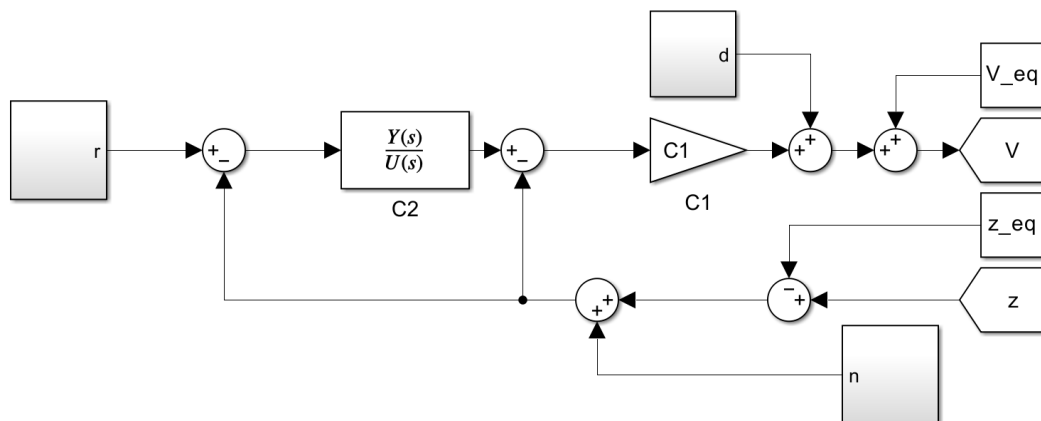 d
V_eq
r
+
−
Y(s)
U(s)
+
−
C1
+
+
+
+
V
C2
C1
z_eq
−
+
+
+
z
n